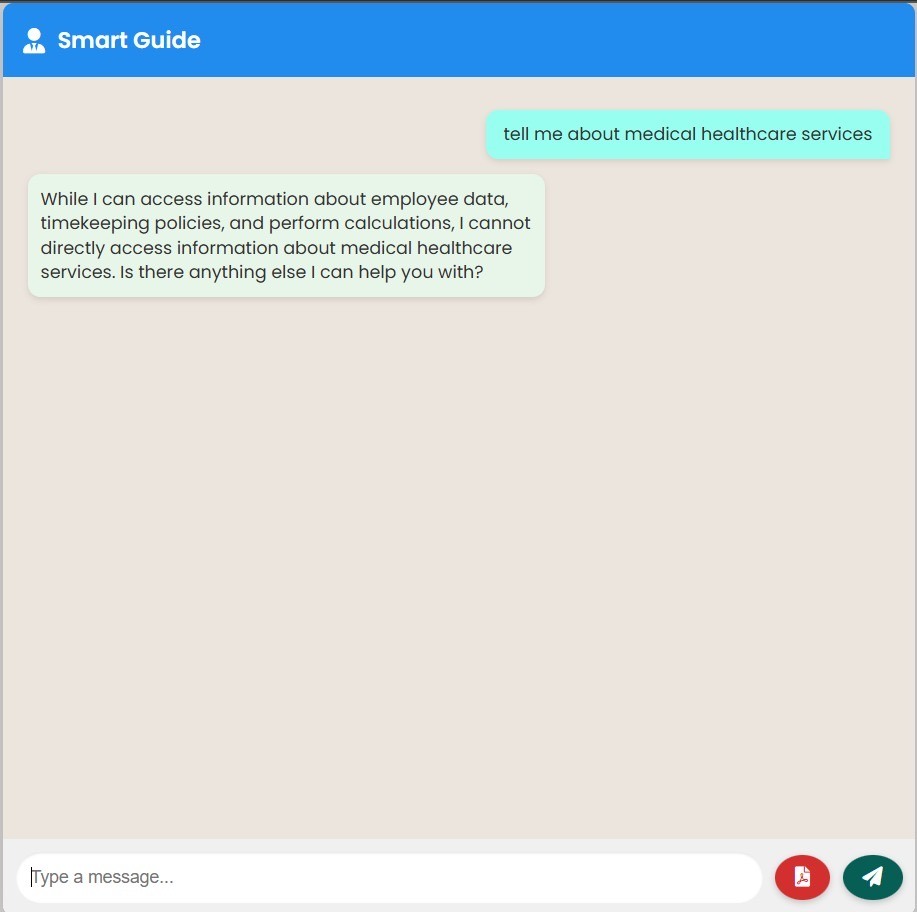 Smart Guide
tell me about medical healthcare services
While I can access information about employee data,
timekeeping policies, and perform calculations, I cannot
directly access information about medical healthcare
services. Is there anything else I can help you with?
Type a message...